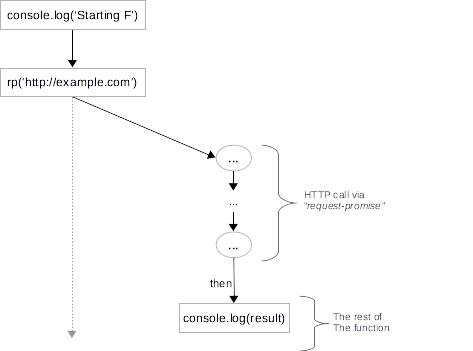 console.log('Starting F')
rp('http://example.com')
...
...
...
HTTP call via
"request-promise"
then
console.log(result)
The rest of
The function